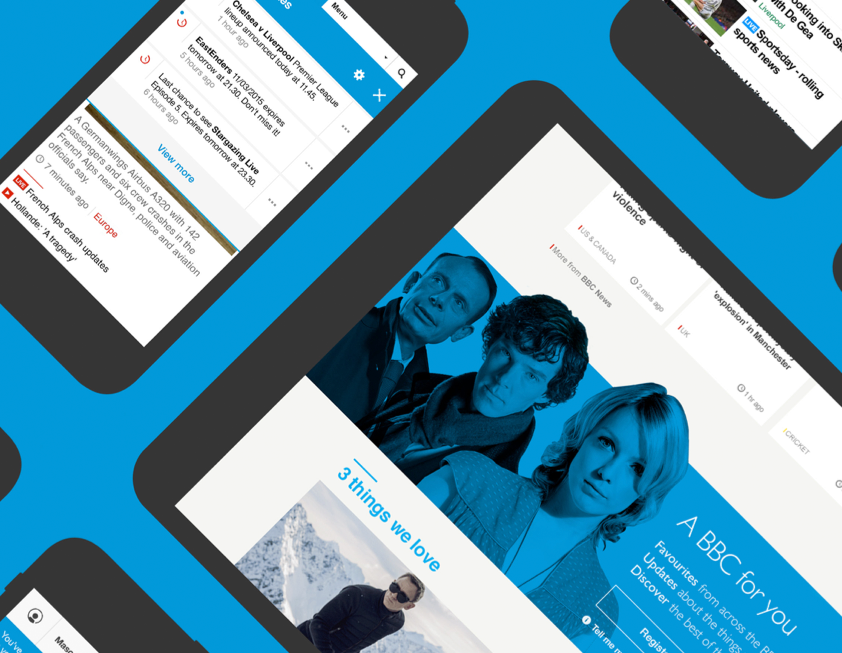 Menu
Chelsea v Liverpool Premier League
lineup announced today at 11:45.
1 hour ago
EastEnders 11/03/2015 expires
tomorrow at 21:30. Don't miss it!
5 hours ago
Last chance to see Stargazing Live
Episode 5. Expires tomorrow at 23.30.
6 hours ago
View more
A Germanwings Airbus A320 with 142
passengers and six crew crashes in the
French Alps near Digne, police and aviation
officials say.
7 minutes ago
Europe
LIVE French Alps crash updates
Hollande: 'A tragedy'
with De Gea
Liverpool
LIVE Sportsday - rolling
sports news
violence
US & CANADA
2 mins ago
More from BBC News
'explosion' in Manchester
UK
1 hr ago
CRICKET
A BBC for you
Favourites from across the
Updates about the things
Discover the best of
Tell me
3 things we love
You've